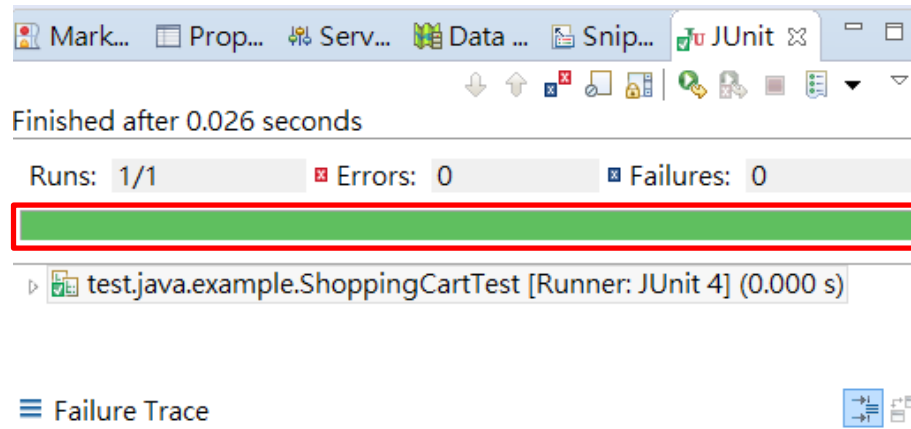 Mark... Prop... Serv... Data ... Snip... JUnit
Finished after 0.026 seconds
Runs: 1/1 Errors: 0 Failures: 0
test.java.example.ShoppingCartTest [Runner: JUnit 4] (0.000 s)
Failure Trace